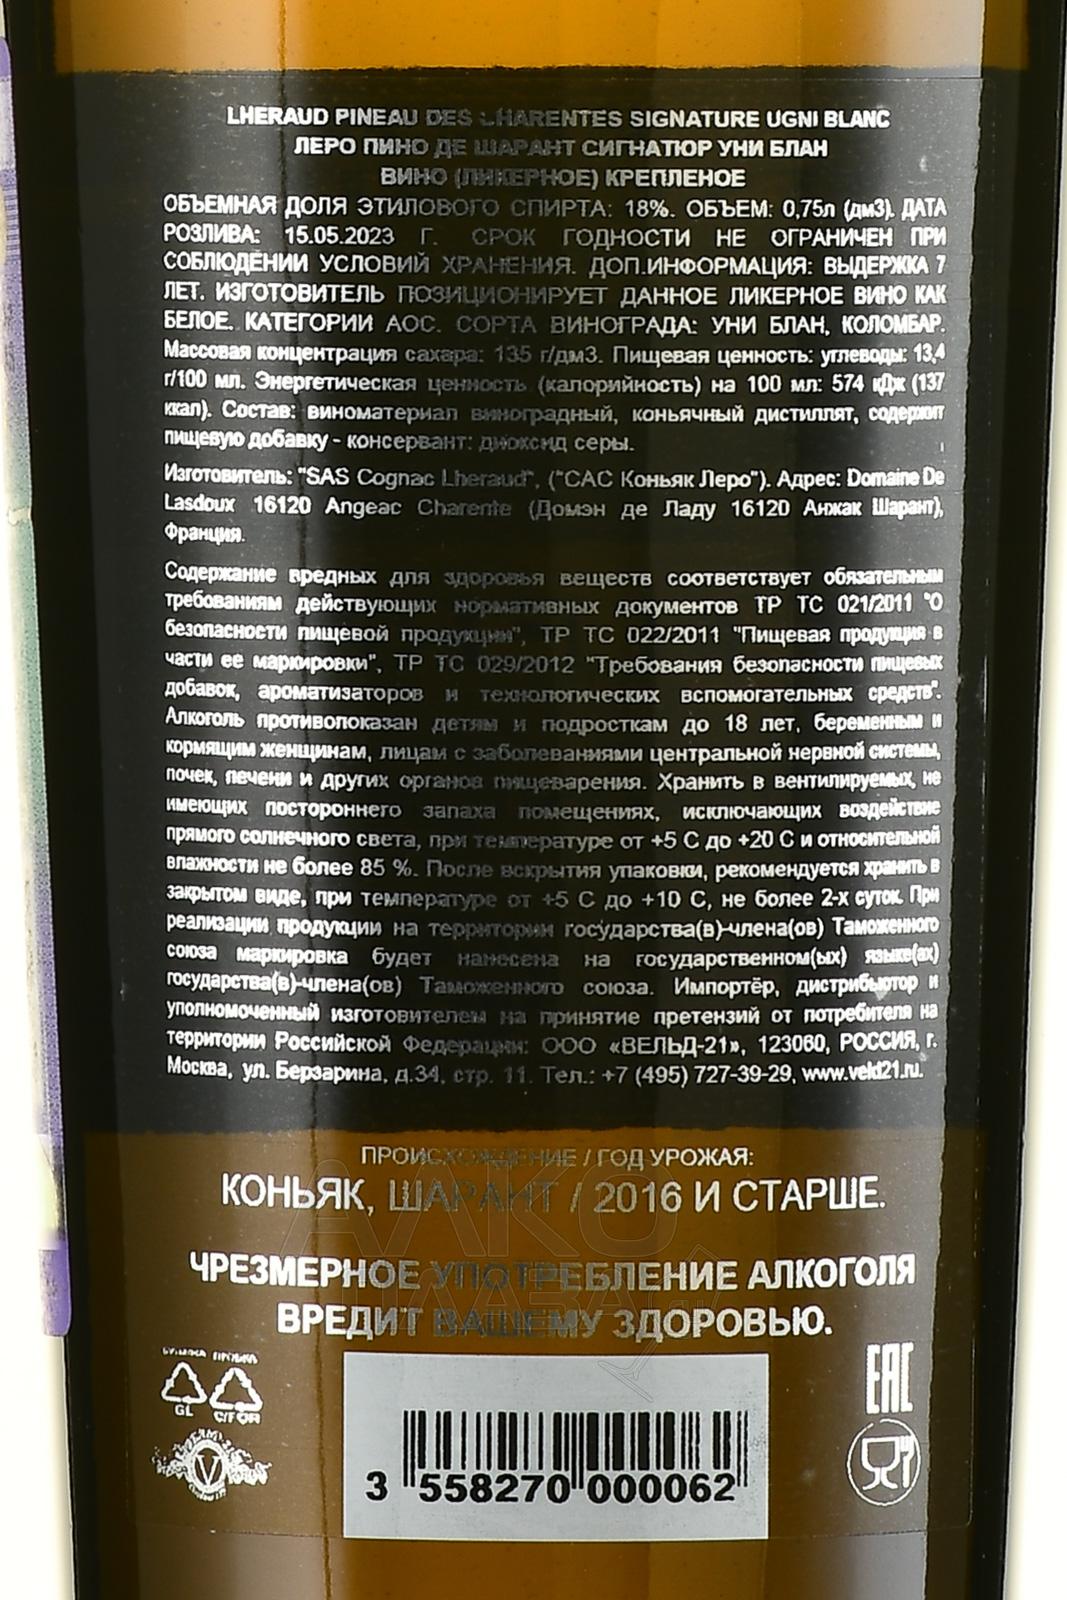 LHERAUD PINEAU DES CHARENTES SIGNATURE UGNI BLANC
ЛЕРО ПИНО ДЕ ШАРАНТ СИГНАТЮР УНИ БЛАН
ВИНО (ЛИКЕРНОЕ) КРЕПЛЕНОЕ
ОБЪЕМНАЯ ДОЛЯ ЭТИЛОВОГО СПИРТА: 18%. ОБЪЕМ: 0,75л (дм3). ДАТА
РОЗЛИВА: 15.05.2023 Г. СРОК ГОДНОСТИ НЕ ОГРАНИЧЕН ПРИ
СОБЛЮДЕНИИ УСЛОВИЙ ХРАНЕНИЯ. ДОП.ИНФОРМАЦИЯ: ВЫДЕРЖКА 7
ЛЕТ. ИЗГОТОВИТЕЛЬ ПОЗИЦИОНИРУЕТ ДАННОЕ ЛИКЕРНОЕ ВИНО КАК
БЕЛОЕ. КАТЕГОРИИ АОС. СОРТА ВИНОГРАДА: УНИ БЛАН, КОЛОМБАР.
Массовая концентрация сахара: 135 г/дм3. Пищевая ценность: углеводы: 13,4
г/100 мл. Энергетическая ценность (калорийность) на 100 мл: 574 кДж (137
ккал). Состав: виноматериал виноградный, коньячный дистиллят, содержит
пищевую добавку - консервант: диоксид серы.
Изготовитель: "SAS Cognac Lheraud", ("САС Коньяк Леро"). Адрес: Domaine De
Lasdoux 16120 Angeac Charente (Домэн де Ладу 16120 Анжак Шарант),
Франция.
Содержание вредных для здоровья веществ соответствует обязательным
требованиям действующих нормативных документов ТР ТС 021/2011 "О
безопасности пищевой продукции", ТР ТС 022/2011 "Пищевая продукция в
части ее маркировки", ТР ТС 029/2012 "Требования безопасности пищевых
добавок, ароматизаторов и технологических вспомогательных средств".
Алкоголь противопоказан детям и подросткам до 18 лет, беременным и
кормящим женщинам, лицам с заболеваниями центральной нервной системы,
почек, печени и других органов пищеварения. Хранить в вентилируемых, не
имеющих постороннего запаха помещениях, исключающих воздействие
прямого солнечного света, при температуре от +5 С до +20 С и относительной
влажности не более 85 %. После вскрытия упаковки, рекомендуется хранить в
закрытом виде, при температуре от +5 С до +10 С, не более 2-х суток. При
реализации продукции на территории государства(в)-члена(ов) Таможенного
союза маркировка будет нанесена на государственном(ых) языке(ах)
государства(в)-члена(ов) Таможенного союза. Импортёр, дистрибьютор и
уполномоченный изготовителем на принятие претензий от потребителя на
территории Российской Федерации: ООО «ВЕЛЬД-21», 123060, РОССИЯ, г.
Москва, ул. Берзарина, д.34, стр. 11. Тел.: +7 (495) 727-39-29, www.veld21.ru.
ПРОИСХОЖДЕНИЕ / ГОД УРОЖАЯ:
КОНЬЯК, ШАРАНТ / 2016 И СТАРШЕ.
ЧРЕЗМЕРНОЕ УПОТРЕБЛЕНИЕ АЛКОГОЛЯ
ВРЕДИТ ВАШЕМУ ЗДОРОВЬЮ.
EAC
GL C/FOR
V
3 558270 000062